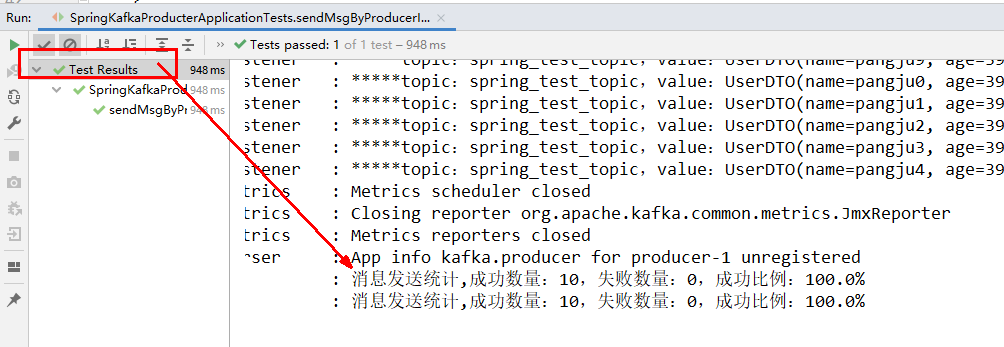 Run: SpringKafkaProducterApplicationTests.sendMsgByProducerI...
Tests passed: 1 of 1 test – 948 ms
Test Results 948 ms
SpringKafkaProd 948 ms
sendMsgByPr 948 ms
stener : topic: spring_test_topic, value: UserDTO(name=pangju9, age=39
stener : *****topic: spring_test_topic, value: UserDTO(name=pangju0, age=39
stener : *****topic: spring_test_topic, value: UserDTO(name=pangju1, age=39
stener : *****topic: spring_test_topic, value: UserDTO(name=pangju2, age=39
stener : *****topic: spring_test_topic, value: UserDTO(name=pangju3, age=39
stener : *****topic: spring_test_topic, value: UserDTO(name=pangju4, age=39
trics : Metrics scheduler closed
trics : Closing reporter org.apache.kafka.common.metrics.JmxReporter
trics : Metrics reporters closed
rser : App info kafka.producer for producer-1 unregistered
: 消息发送统计,成功数量：10，失败数量：0，成功比例：100.0%
: 消息发送统计,成功数量：10，失败数量：0，成功比例：100.0%